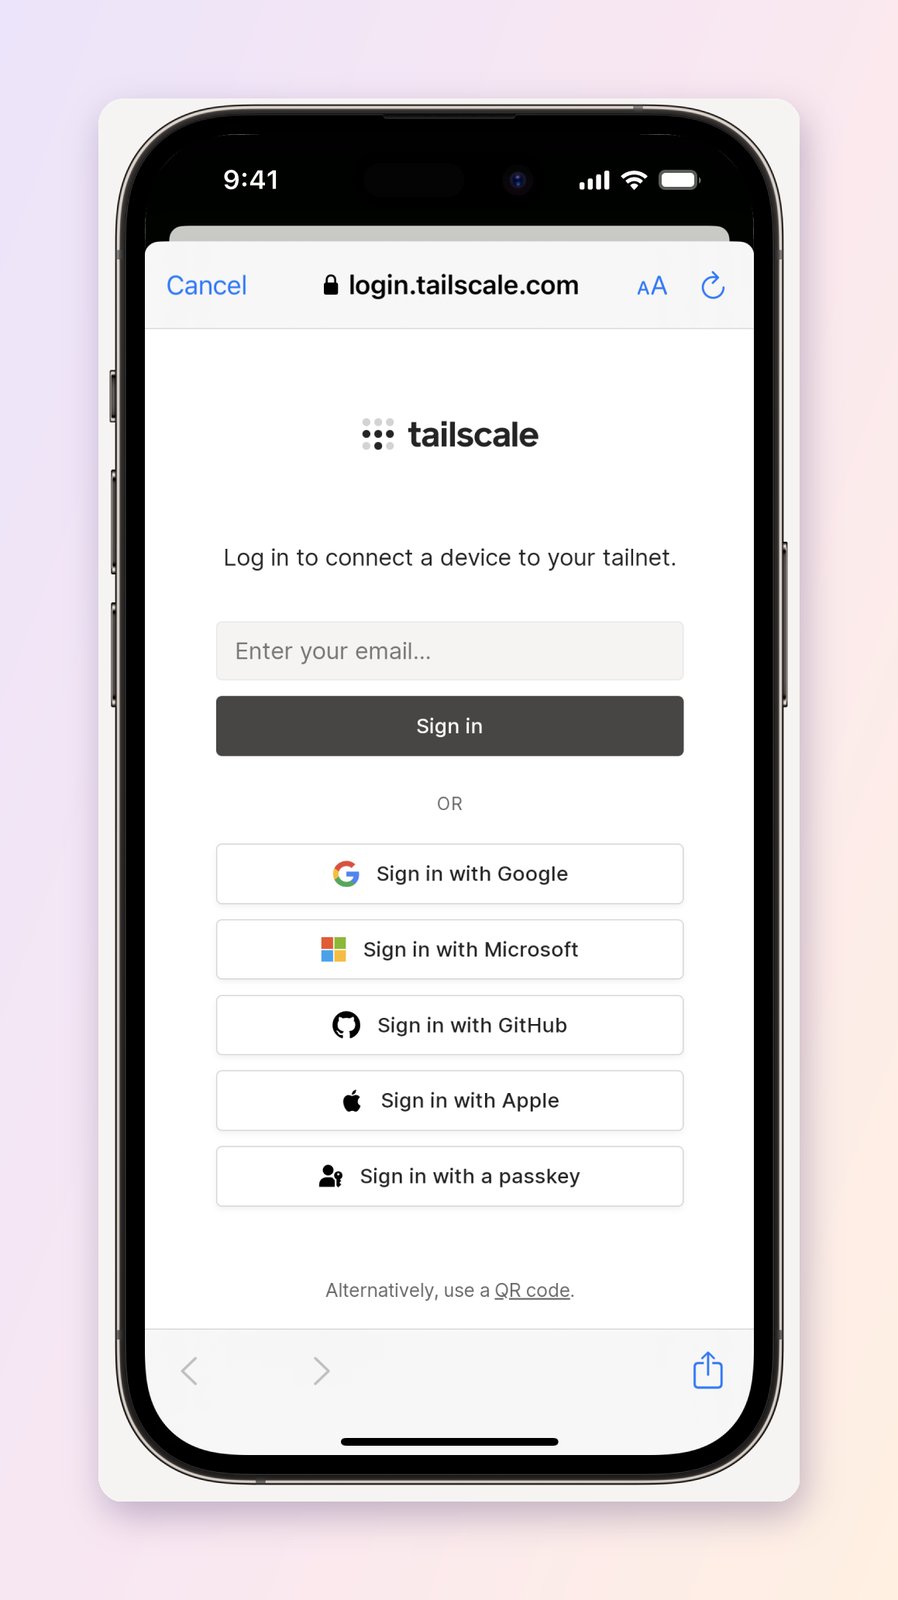 9:41
Cancel
login.tailscale.com
AA
tailscale
Log in to connect a device to your tailnet.
Enter your email...
Sign in
OR
Sign in with Google
Sign in with Microsoft
Sign in with GitHub
Sign in with Apple
Sign in with a passkey
Alternatively, use a QR code.